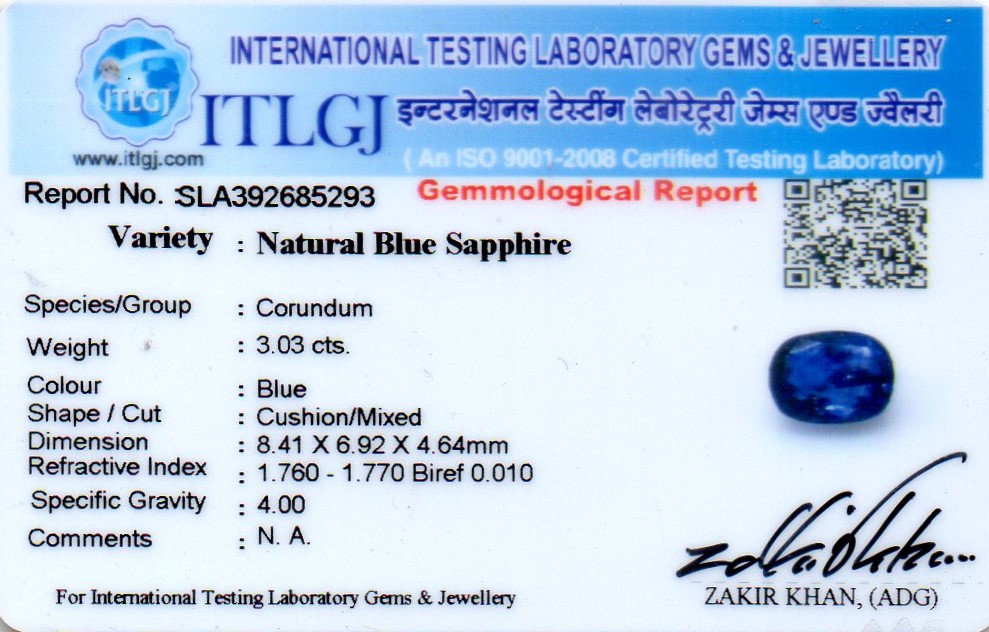 INTERNATIONAL TESTING LABORATORY GEMS & JEWELLERY
ITLGJ
ITLGJ
इन्टरनेशनल टेस्टींग लेबोरेट्री जेम्स एण्ड ज्वैलरी
www.itlgj.com
( An ISO 9001-2008 Certified Testing Laboratory)
Report No. :SLA392685293
Gemmological Report
Variety : Natural Blue Sapphire
Species/Group : Corundum
Weight : 3.03 cts.
Colour : Blue
Shape / Cut : Cushion/Mixed
Dimension : 8.41 X 6.92 X 4.64mm
Refractive Index : 1.760 - 1.770 Biref 0.010
Specific Gravity : 4.00
Comments : N. A.
For International Testing Laboratory Gems & Jewellery
ZAKIR KHAN, (ADG)